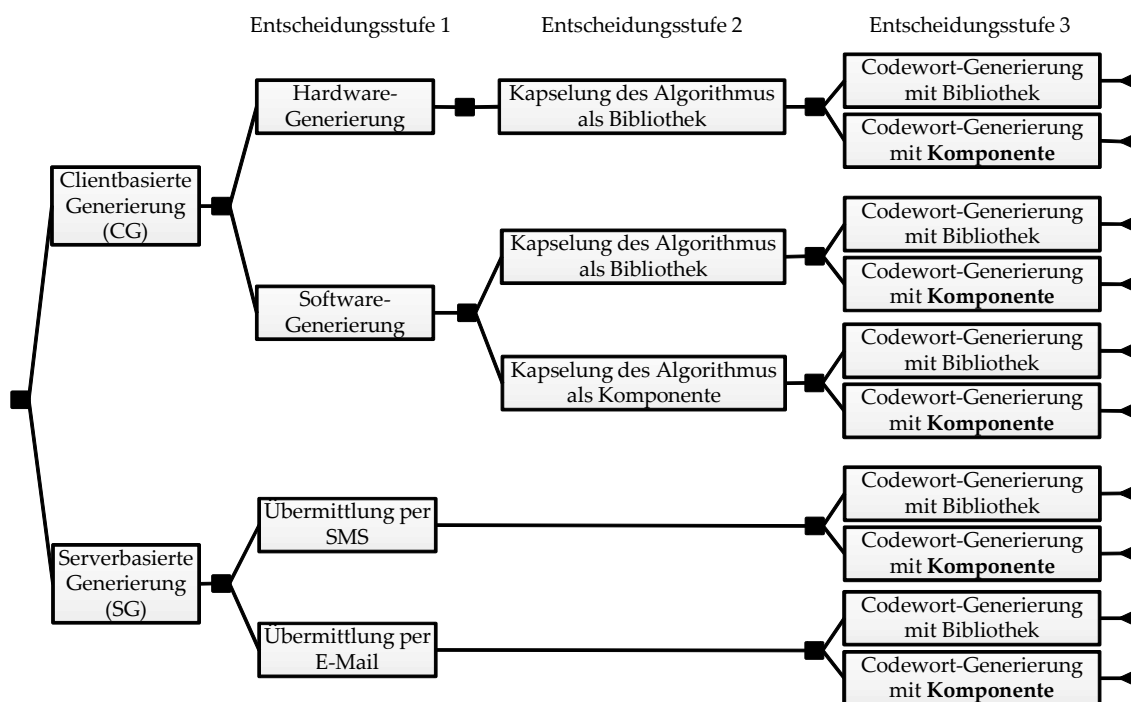 Entscheidungsstufe 1
Entscheidungsstufe 2
Entscheidungsstufe 3
Clientbasierte
Generierung
(CG)
Hardware-
Generierung
Kapselung des Algorithmus
als Bibliothek
Codewort-Generierung
mit Bibliothek
Codewort-Generierung
mit Komponente
Software-
Generierung
Kapselung des Algorithmus
als Bibliothek
Codewort-Generierung
mit Bibliothek
Codewort-Generierung
mit Komponente
Kapselung des Algorithmus
als Komponente
Codewort-Generierung
mit Bibliothek
Codewort-Generierung
mit Komponente
Serverbasierte
Generierung
(SG)
Übermittlung per
SMS
Codewort-Generierung
mit Bibliothek
Codewort-Generierung
mit Komponente
Übermittlung per
E-Mail
Codewort-Generierung
mit Bibliothek
Codewort-Generierung
mit Komponente